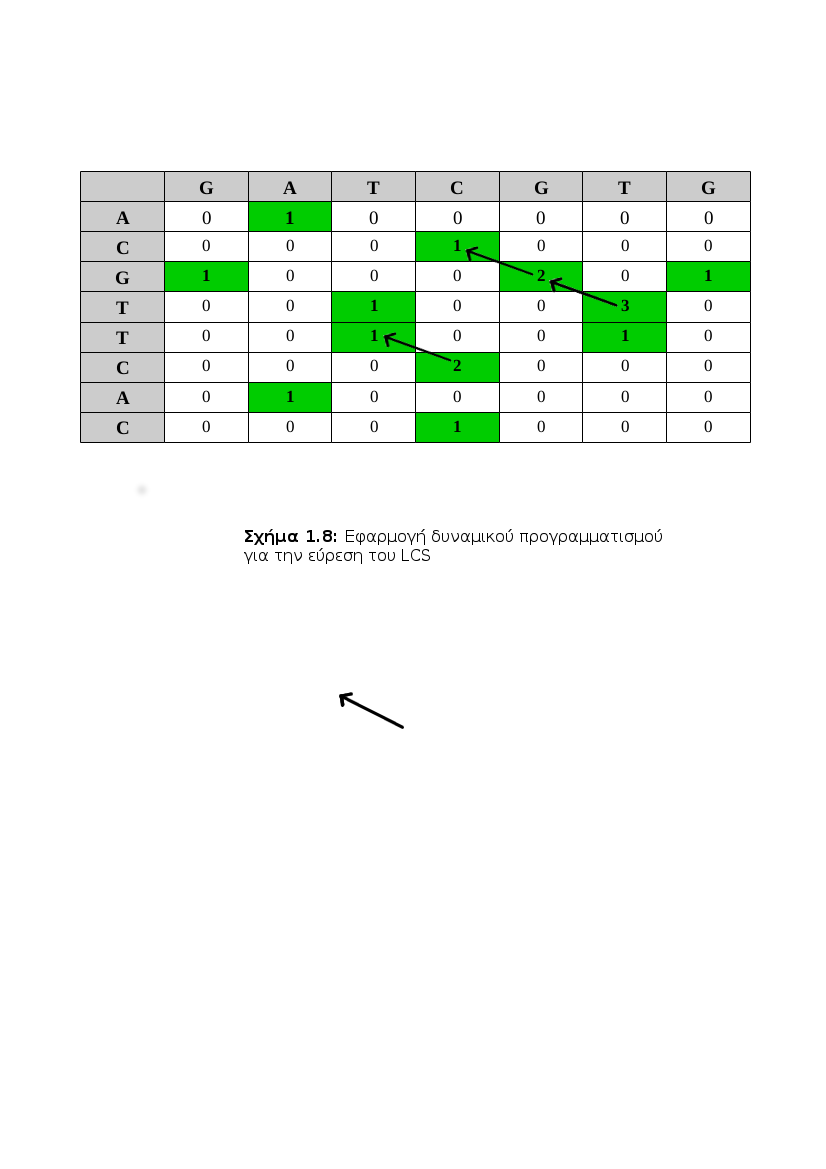 G A T C G T G
A 0 1 0 0 0 0 0
C 0 0 0 1 0 0 0
G 1 0 0 0 2 0 1
T 0 0 1 0 0 3 0
T 0 0 1 0 0 1 0
C 0 0 0 2 0 0 0
A 0 1 0 0 0 0 0
C 0 0 0 1 0 0 0
Σχήμα 1.8: Εφαρμογή δυναμικού προγραμματισμού
για την εύρεση του LCS